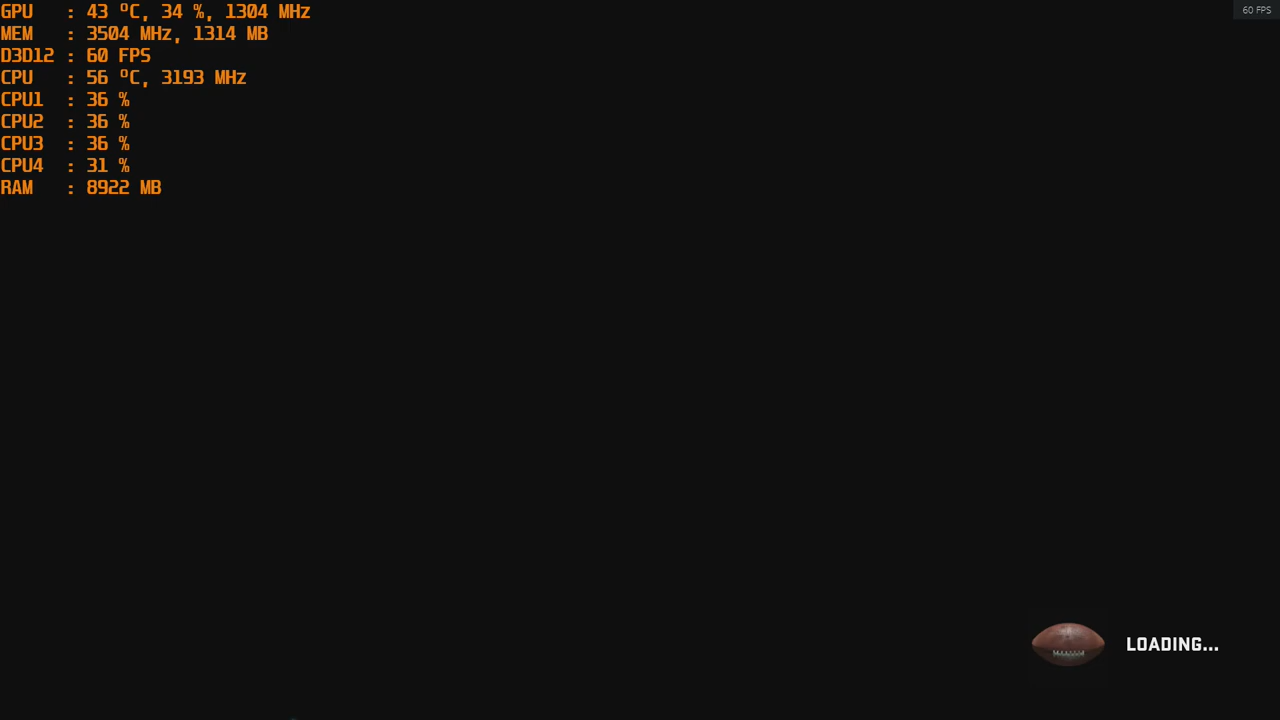 GPU : 43 °C, 34 %, 1304 MHz
60 FPS
MEM : 3504 MHz, 1314 MB
D3D12 : 60 FPS
CPU : 56 °C, 3193 MHz
CPU1 : 36 %
CPU2 : 36 %
CPU3 : 36 %
CPU4 : 31 %
RAM : 8922 MB
LOADING...